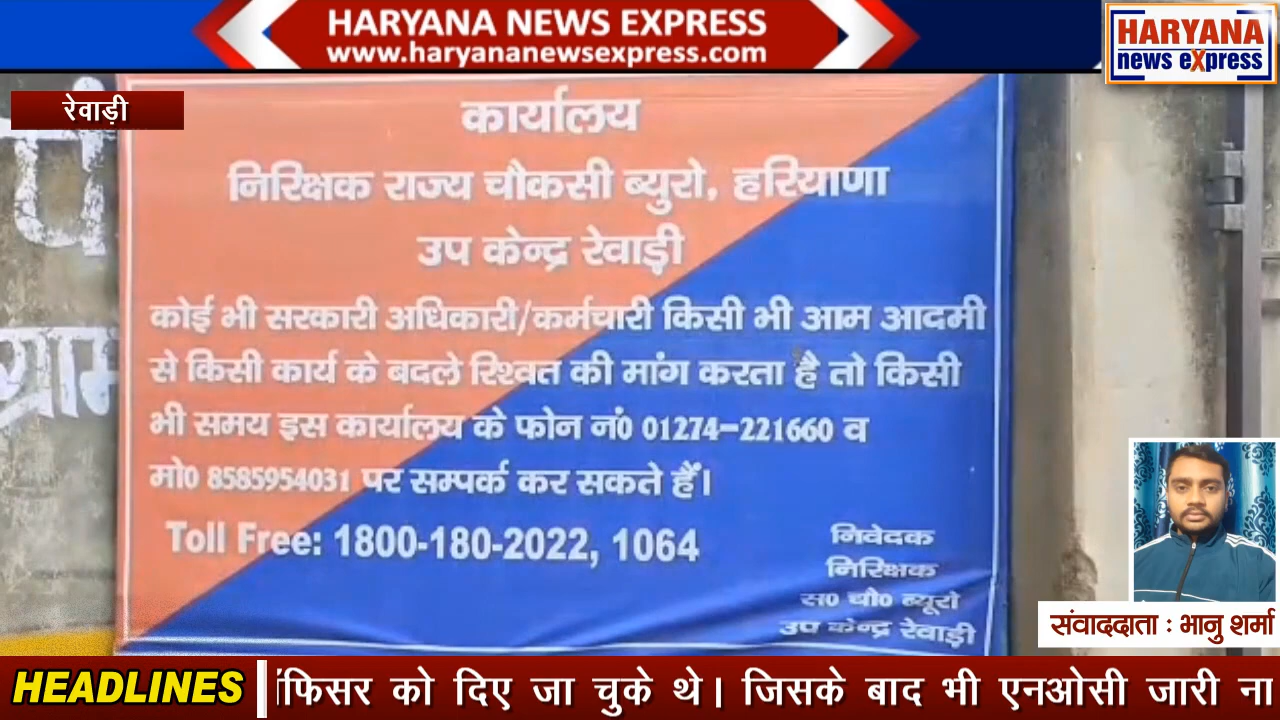 HARYANA NEWS EXPRESS
www.haryananewsexpress.com
HARYANA
news eXpress
रेवाड़ी
कार्यालय
निरिक्षक राज्य चौकसी ब्युरो, हरियाणा
उप केन्द्र रेवाड़ी
कोई भी सरकारी अधिकारी/कर्मचारी किसी भी आम आदमी
से किसी कार्य के बदले रिश्वत की मांग करता है तो किसी
भी समय इस कार्यालय के फोन नं0 01274-221660 व
मो0 8585954031 पर सम्पर्क कर सकते हैं।
Toll Free: 1800-180-2022, 1064
निवेदक
निरिक्षक
स0 चौ0 ब्यूरो
उप केन्द्र रेवाड़ी
ग्राम
संवाददाता : भानु शर्मा
HEADLINES
ॉफिसर को दिए जा चुके थे। जिसके बाद भी एनओसी जारी ना